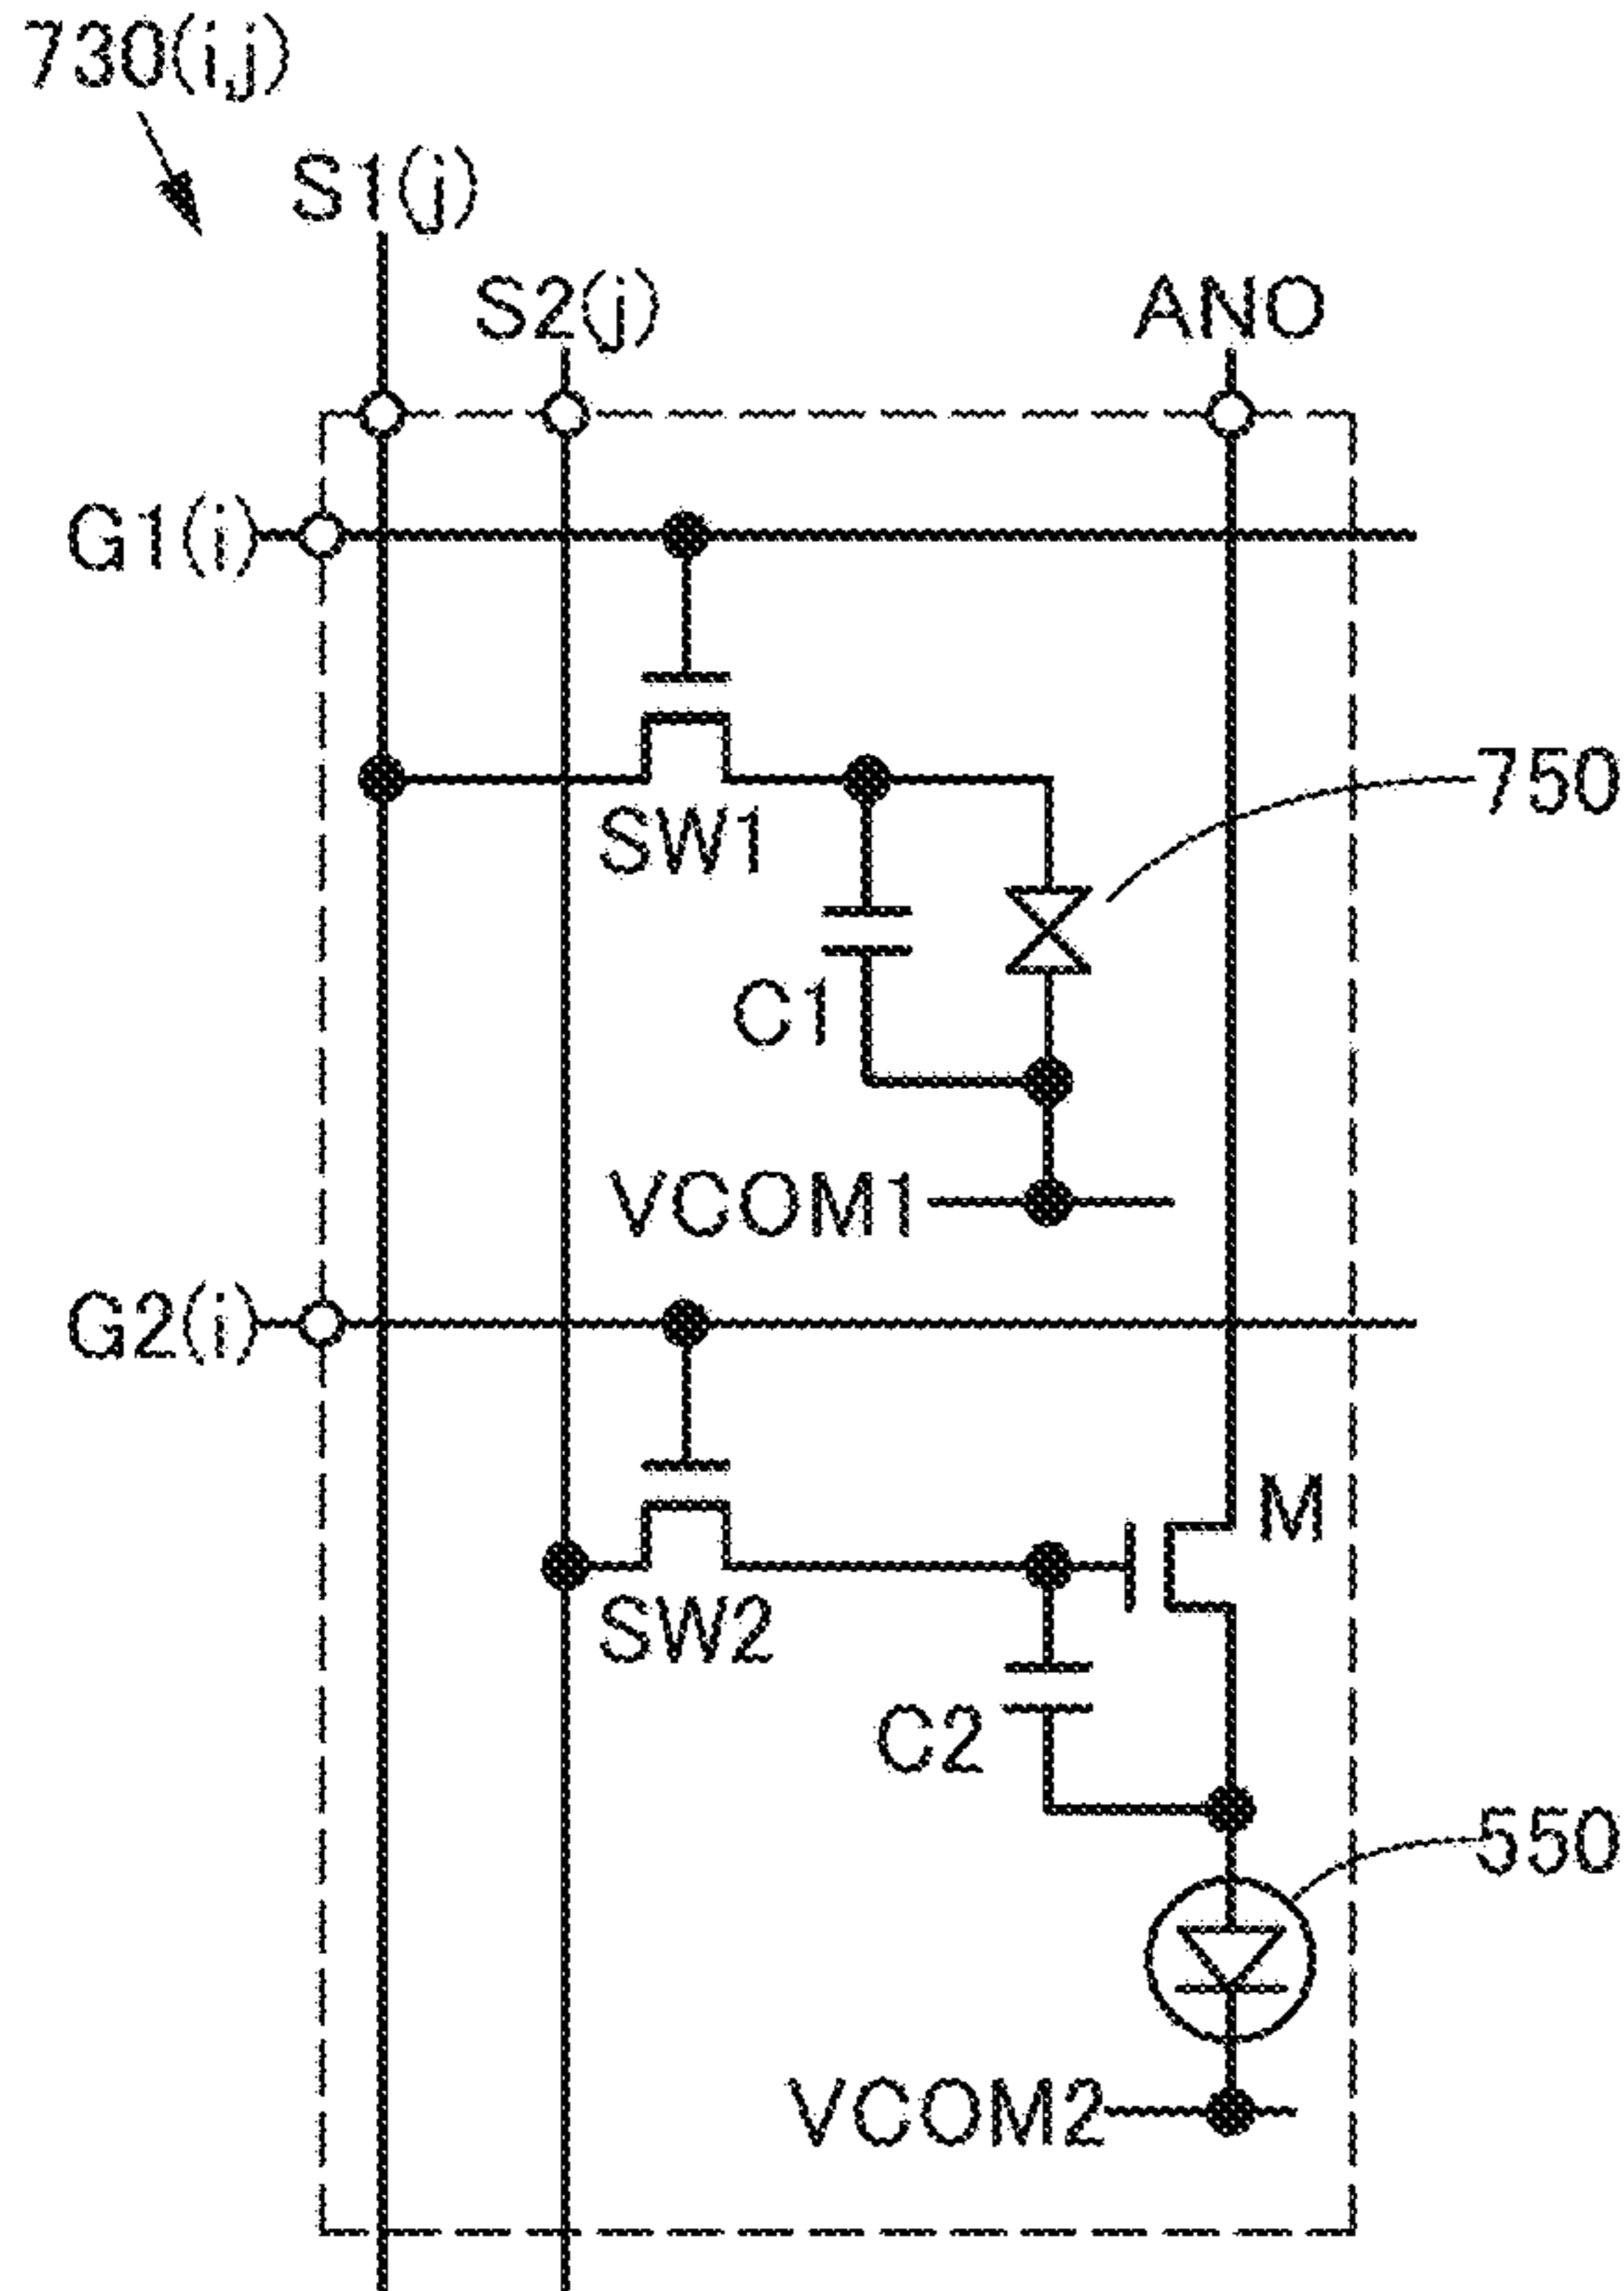 730(i,j)
S1(j)
S2(j)
ANO
G1(i)
SW1
750
C1
VCOM1
G2(i)
M
SW2
C2
550
VCOM2